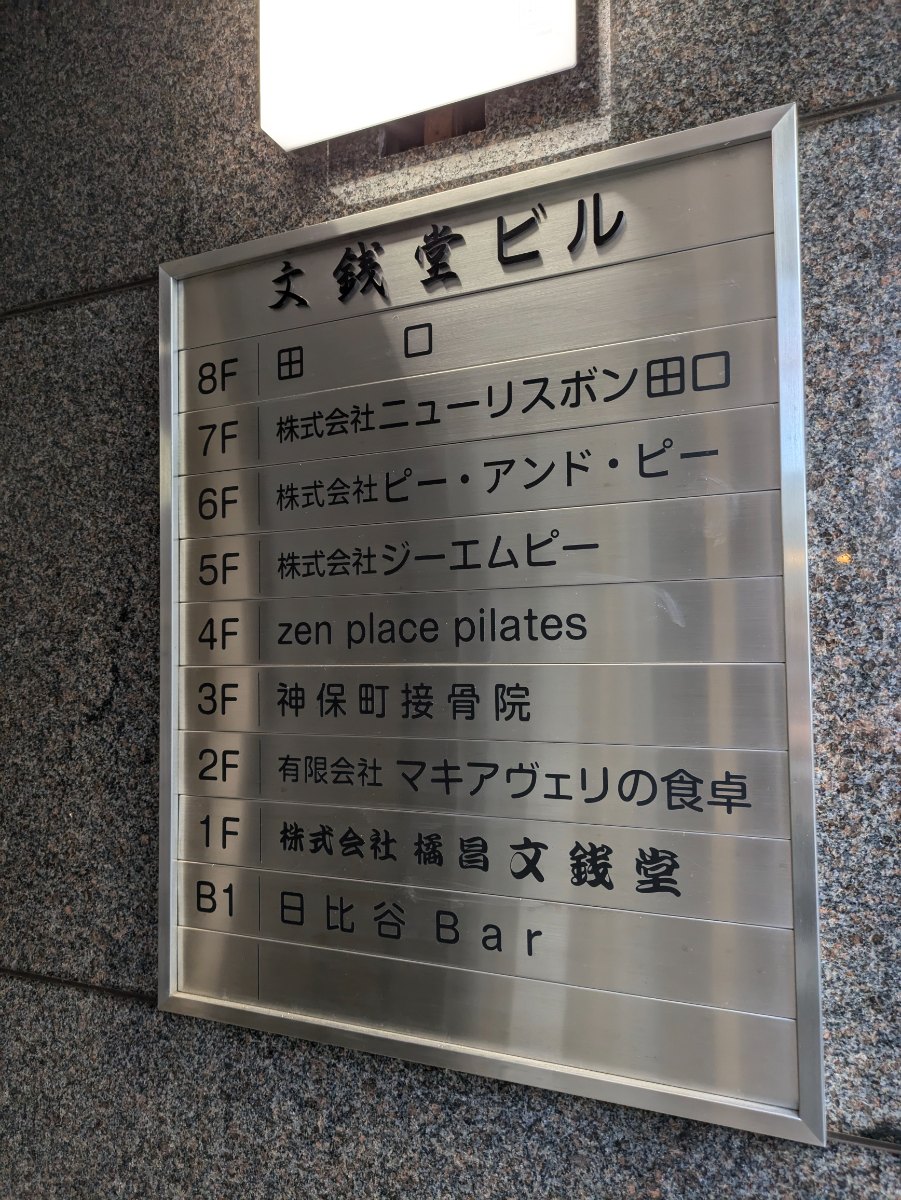 文銭堂ビル
8F 田 口
7F 株式会社ニューリスボン田口
6F 株式会社ピー・アンド・ピー
5F 株式会社ジーエムピー
4F zen place pilates
3F 神保町接骨院
2F 有限会社 マキアヴェリの食卓
1F 株式会社 橘昌文銭堂
B1 日比谷 Bar